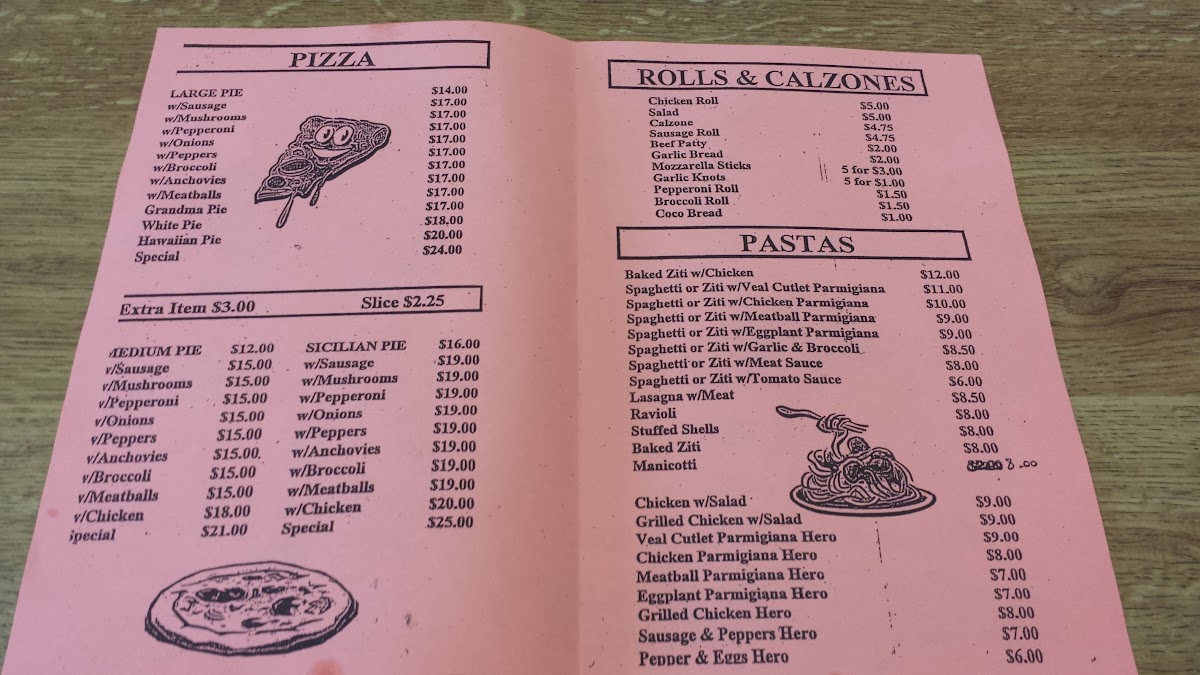 PIZZA
LARGE PIE $14.00
w/Sausage $17.00
w/Mushrooms $17.00
w/Pepperoni $17.00
w/Onions $17.00
w/Peppers $17.00
w/Broccoli $17.00
w/Anchovies $17.00
w/Meatballs $17.00
Grandma Pie $17.00
White Pie $18.00
Hawaiian Pie $20.00
Special $24.00
Extra Item $3.00 Slice $2.25
MEDIUM PIE $12.00
v/Sausage $15.00
v/Mushrooms $15.00
v/Pepperoni $15.00
v/Onions $15.00
v/Peppers $15.00
v/Anchovies $15.00
v/Broccoli $15.00
v/Meatballs $15.00
v/Chicken $18.00
Special $21.00
SICILIAN PIE $16.00
w/Sausage $19.00
w/Mushrooms $19.00
w/Pepperoni $19.00
w/Onions $19.00
w/Peppers $19.00
w/Anchovies $19.00
w/Broccoli $19.00
w/Meatballs $19.00
w/Chicken $20.00
Special $25.00
ROLLS & CALZONES
Chicken Roll $5.00
Salad $5.00
Calzone $4.75
Sausage Roll $4.75
Beef Patty $2.00
Garlic Bread $2.00
Mozzarella Sticks 5 for $3.00
Garlic Knots 5 for $1.00
Pepperoni Roll $1.50
Broccoli Roll $1.50
Coco Bread $1.00
PASTAS
Baked Ziti w/Chicken $12.00
Spaghetti or Ziti w/Veal Cutlet Parmigiana $11.00
Spaghetti or Ziti w/Chicken Parmigiana $10.00
Spaghetti or Ziti w/Meatball Parmigiana $9.00
Spaghetti or Ziti w/Eggplant Parmigiana $9.00
Spaghetti or Ziti w/Garlic & Broccoli $8.50
Spaghetti or Ziti w/Meat Sauce $8.00
Spaghetti or Ziti w/Tomato Sauce $6.00
Lasagna w/Meat $8.50
Ravioli $8.00
Stuffed Shells $8.00
Baked Ziti $8.00
Manicotti 8.00
Chicken w/Salad $9.00
Grilled Chicken w/Salad $9.00
Veal Cutlet Parmigiana Hero $9.00
Chicken Parmigiana Hero $8.00
Meatball Parmigiana Hero $7.00
Eggplant Parmigiana Hero $7.00
Grilled Chicken Hero $8.00
Sausage & Peppers Hero $7.00
Pepper & Eggs Hero $6.00